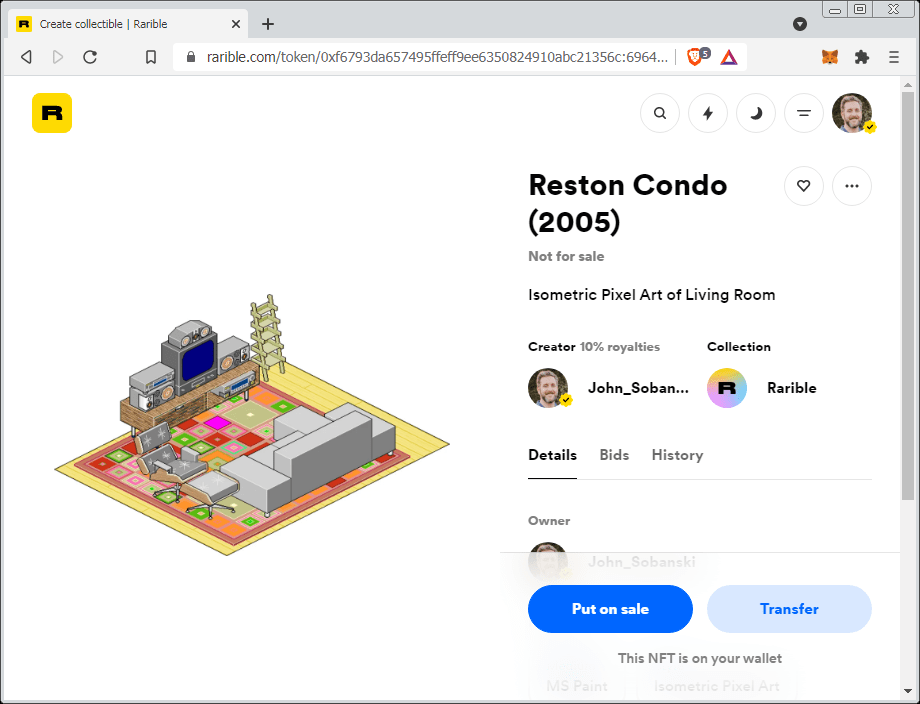 Create collectible | Rarible
rarible.com/token/0xf6793da657495ffeff9ee6350824910abc21356c:6964...
5
R
Reston Condo
(2005)
Not for sale
Isometric Pixel Art of Living Room
Creator 10% royalties
Collection
John_Soban...
R
Rarible
Details Bids History
Owner
John_Sobanski
Put on sale
Transfer
This NFT is on your wallet
MS Paint
Isometric Pixel Art